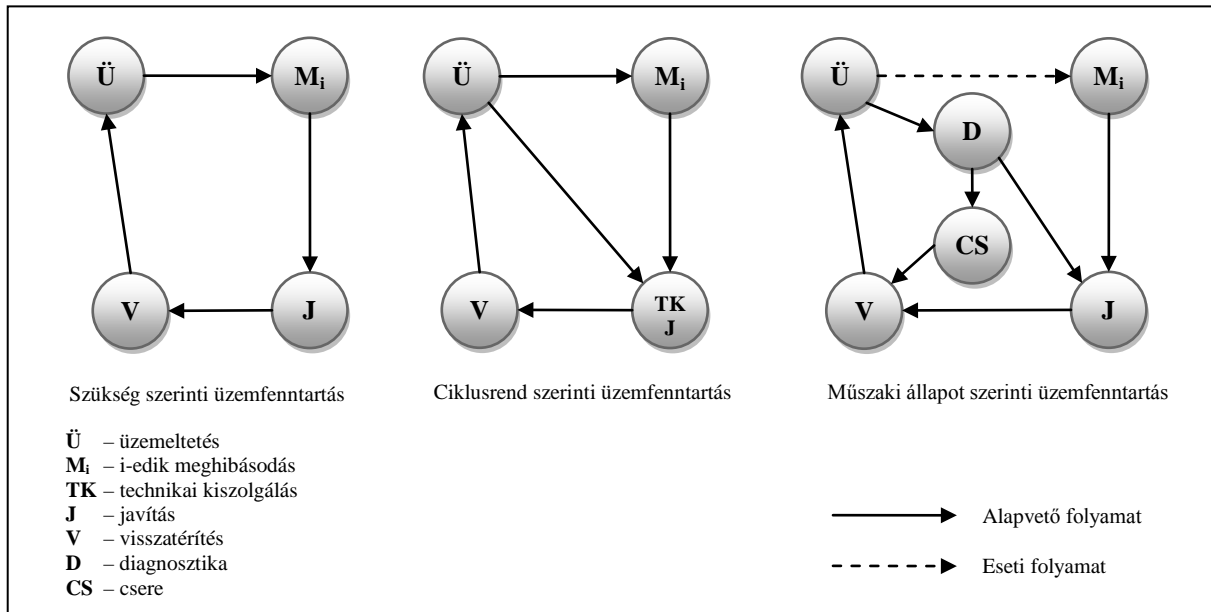 Ü
Mᵢ
V
J
Szükség szerinti üzemfenntartás
Ü
Mᵢ
V
TK
J
Ciklusrend szerinti üzemfenntartás
Ü
Mᵢ
D
CS
V
J
Műszaki állapot szerinti üzemfenntartás
Ü – üzemeltetés
Mᵢ – i-edik meghibásodás
TK – technikai kiszolgálás
J – javítás
V – visszatérítés
D – diagnosztika
CS – csere
Alapvető folyamat
Eseti folyamat